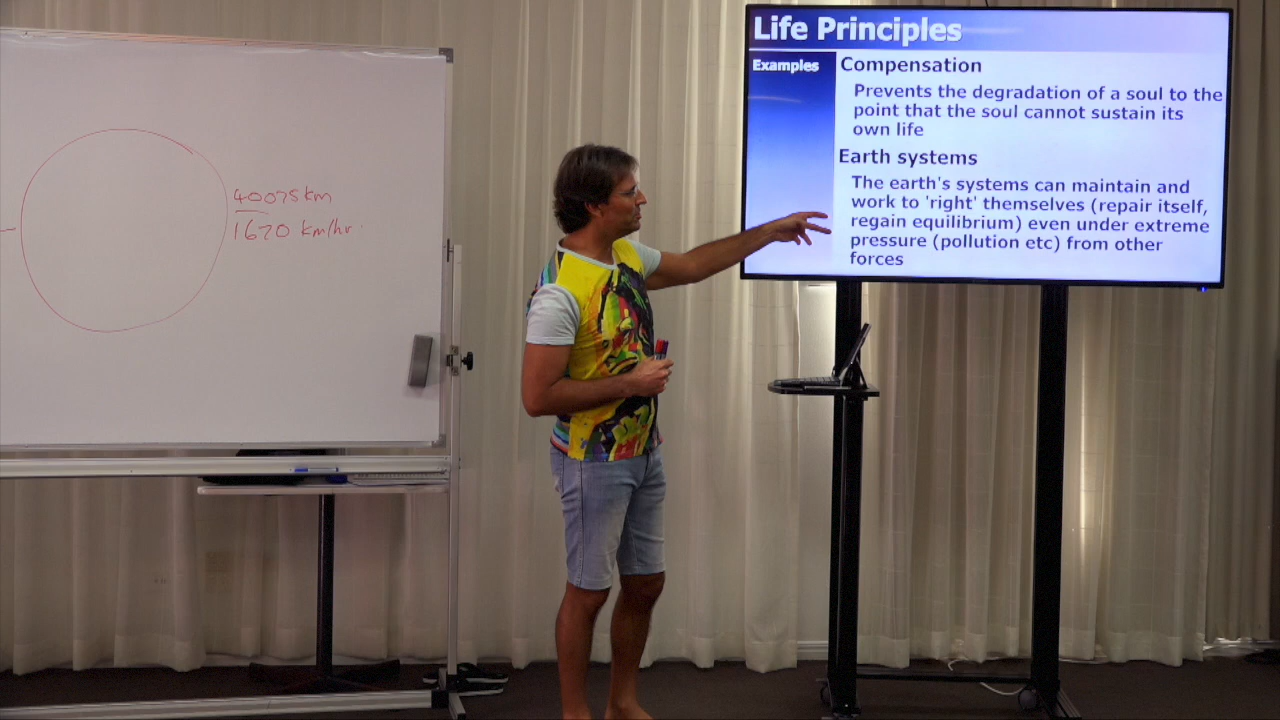 40075km
1670 km/hr
Life Principles
Examples
Compensation
Prevents the degradation of a soul to the
point that the soul cannot sustain its
own life
Earth systems
The earth's systems can maintain and
work to 'right' themselves (repair itself,
regain equilibrium) even under extreme
pressure (pollution etc) from other
forces